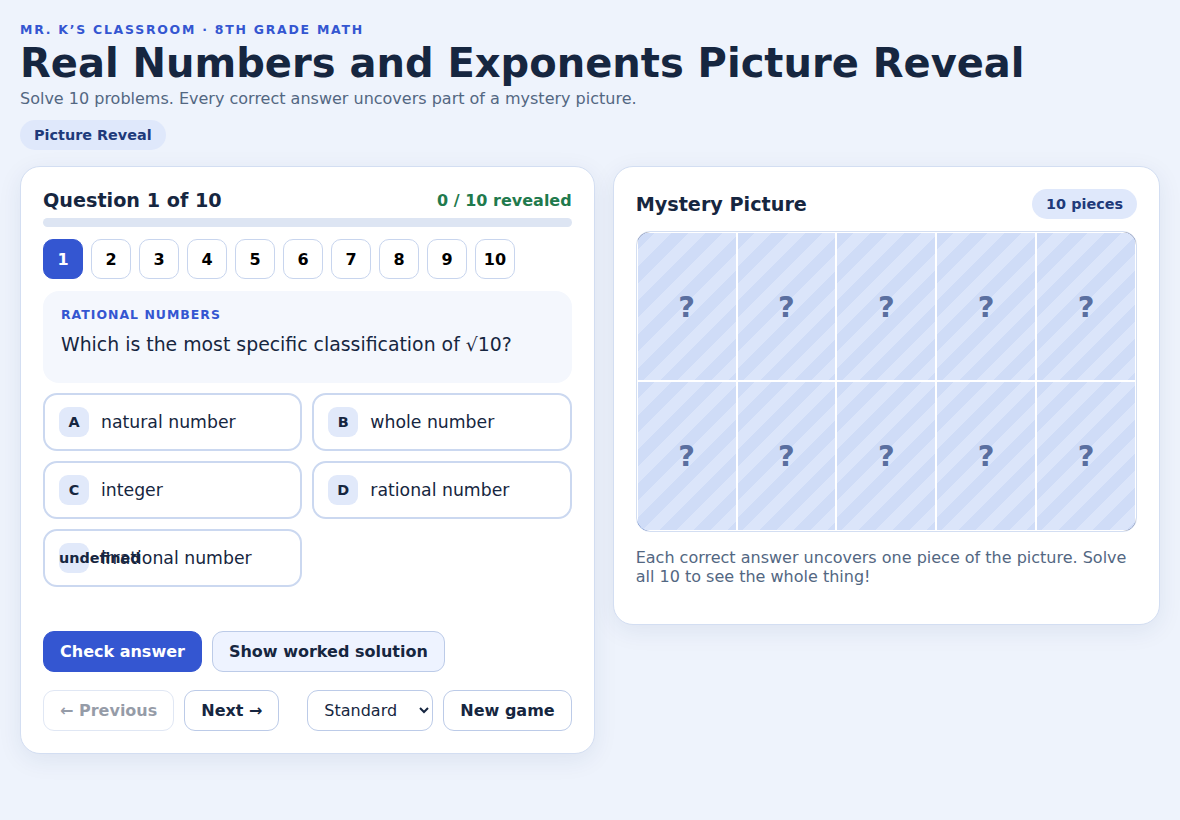 MR. K’S CLASSROOM · 8TH GRADE MATH
Real Numbers and Exponents Picture Reveal
Solve 10 problems. Every correct answer uncovers part of a mystery picture.
Picture Reveal
Question 1 of 10
0 / 10 revealed
1 2 3 4 5 6 7 8 9 10
RATIONAL NUMBERS
Which is the most specific classification of √10?
A natural number
B whole number
C integer
D rational number
undefined irrational number
Check answer
Show worked solution
← Previous
Next →
Standard
New game
Mystery Picture
10 pieces
? ? ? ? ?
? ? ? ? ?
Each correct answer uncovers one piece of the picture. Solve
all 10 to see the whole thing!